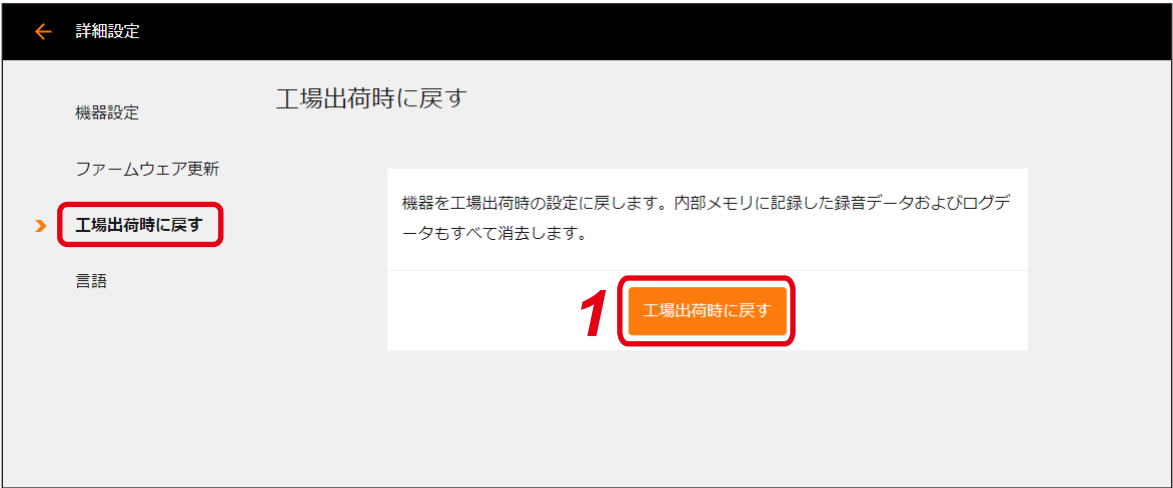 詳細設定
機器設定
ファームウェア更新
工場出荷時に戻す
言語
工場出荷時に戻す
機器を工場出荷時の設定に戻します。内部メモリに記録した録音データおよびログデ
ータもすべて消去します。
1
工場出荷時に戻す